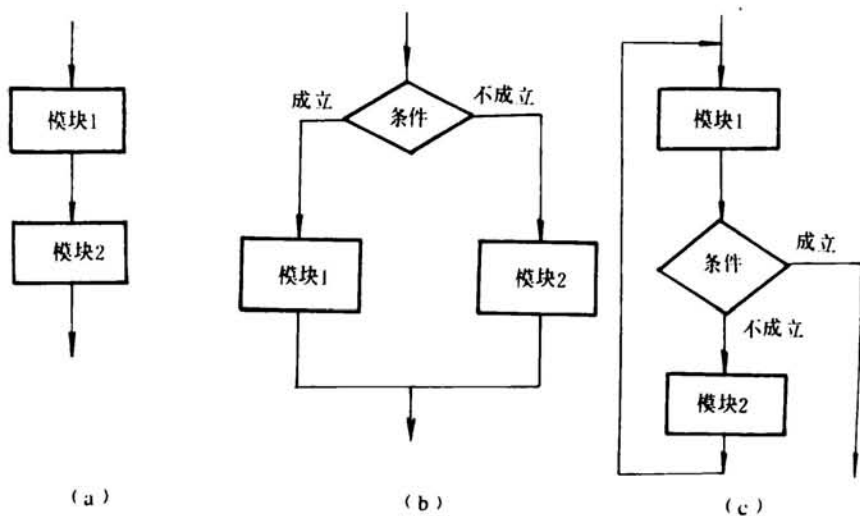 模块1
模块2
(a)
条件
成立
不成立
模块1
模块2
(b)
模块1
条件
成立
不成立
模块2
(c)